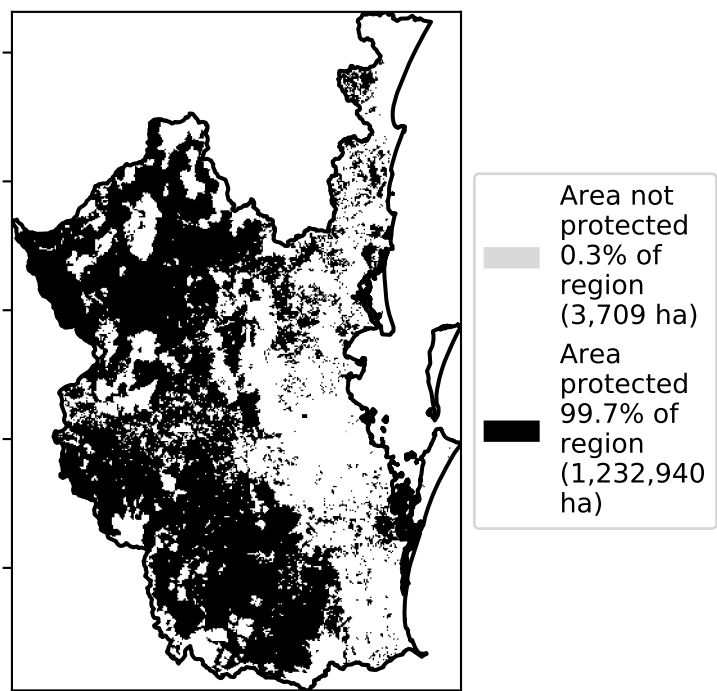 Area not
protected
0.3% of
region
(3,709 ha)
Area
protected
99.7% of
region
(1,232,940
ha)